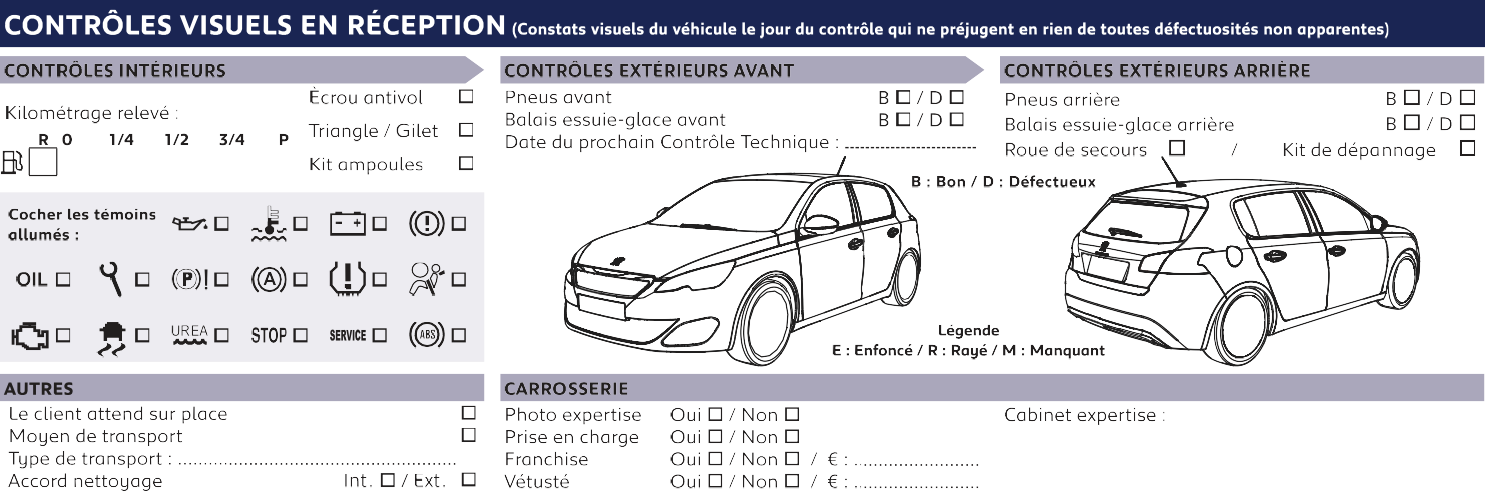 CONTRÔLES VISUELS EN RÉCEPTION (Constats visuels du véhicule le jour du contrôle qui ne préjugent en rien de toutes défectuosités non apparentes)
CONTRÔLES INTÉRIEURS
Kilométrage relevé :
R 0 1/4 1/2 3/4 P
Écrou antivol
Triangle / Gilet
Kit ampoules
Cocher les témoins
allumés :
OIL
(P)!
(A)
UREA
STOP
SERVICE
ABS
CONTRÔLES EXTÉRIEURS AVANT
Pneus avant B / D
Balais essuie-glace avant B / D
Date du prochain Contrôle Technique : ........................
B : Bon / D : Défectueux
CONTRÔLES EXTÉRIEURS ARRIÈRE
Pneus arrière B / D
Balais essuie-glace arrière B / D
Roue de secours / Kit de dépannage
Légende
E : Enfoncé / R : Rayé / M : Manquant
AUTRES
Le client attend sur place
Moyen de transport
Type de transport : ..................................................
Accord nettoyage Int. / Ext.
CARROSSERIE
Photo expertise Oui / Non
Prise en charge Oui / Non
Franchise Oui / Non / € : .......................
Vétusté Oui / Non / € : .......................
Cabinet expertise :